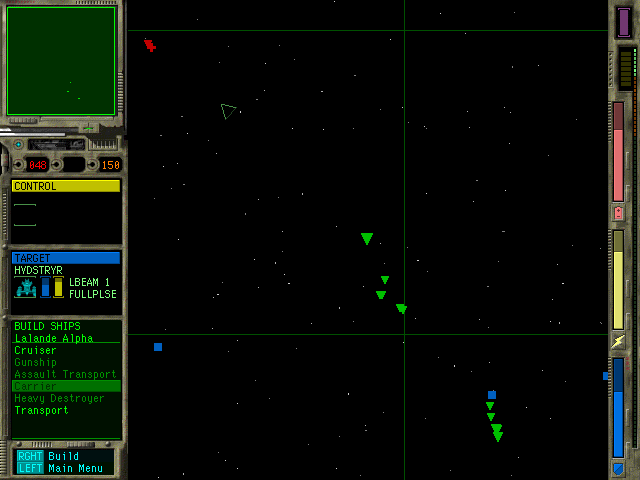 048
150
CONTROL
TARGET
HYDSTRYR
LBEAM 1
FULLPLSE
BUILD SHIPS
Lalande Alpha
Cruiser
Gunship
Assault Transport
Carrier
Heavy Destroyer
Transport
RGHT Build
LEFT Main Menu